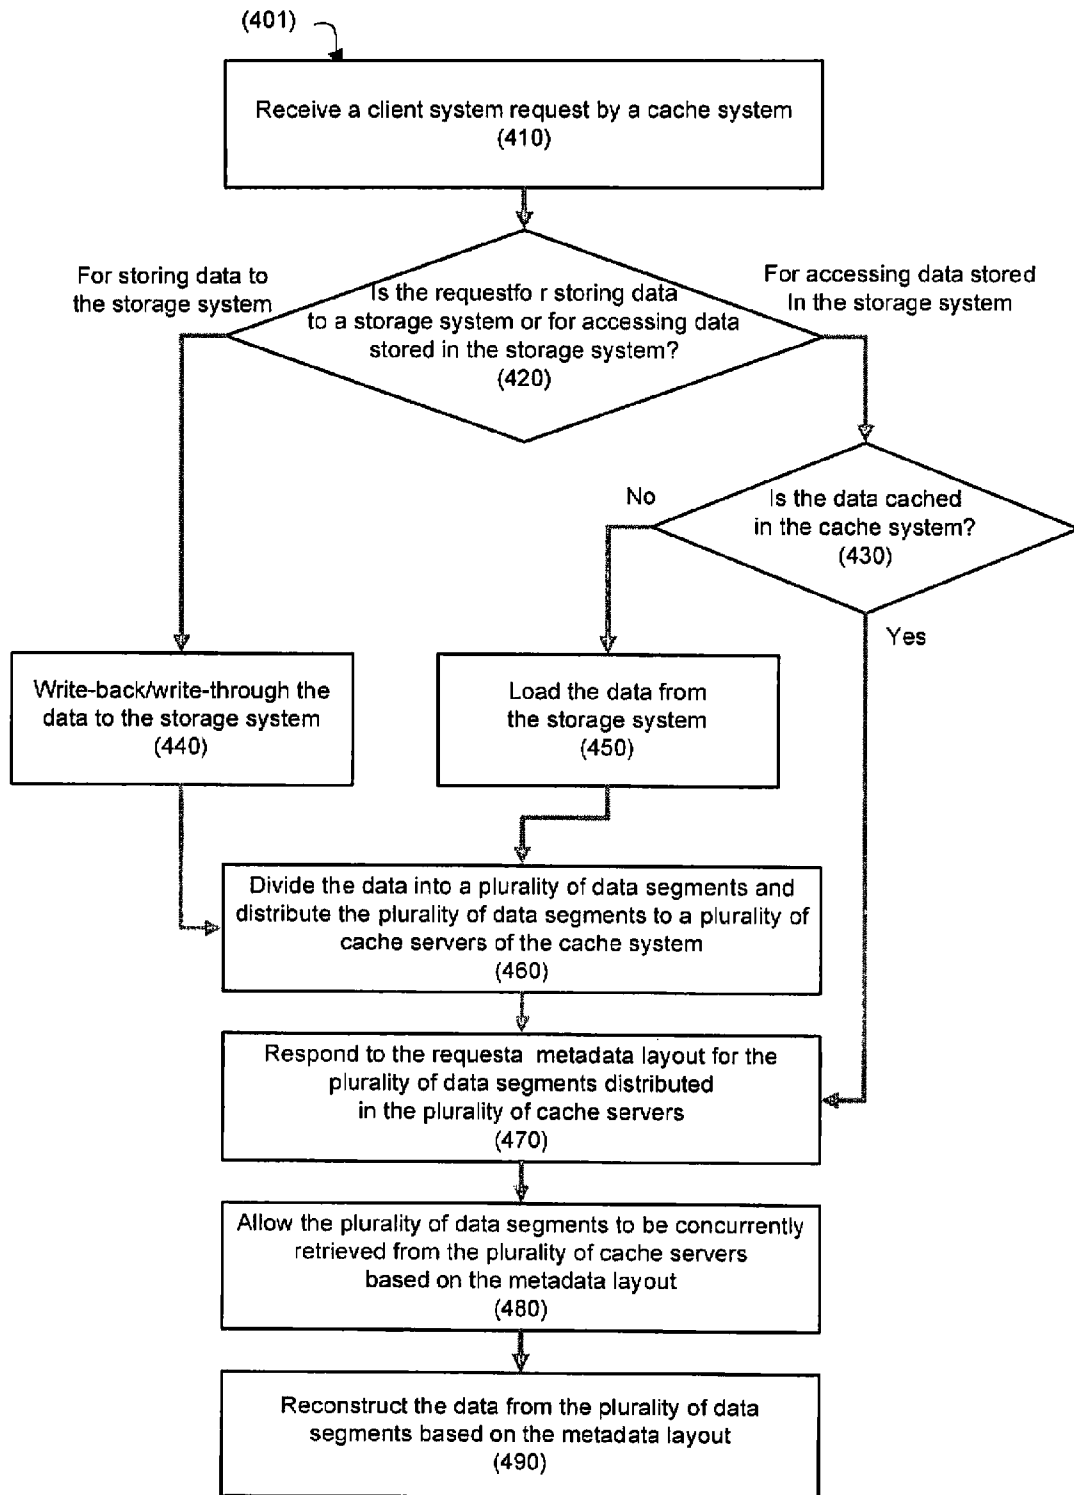 (401)
Receive a client system request by a cache system
(410)
For storing data to
the storage system
For accessing data stored
In the storage system
Is the requestfo r storing data
to a storage system or for accessing data
stored in the storage system?
(420)
No
Is the data cached
in the cache system?
(430)
Yes
Write-back/write-through the
data to the storage system
(440)
Load the data from
the storage system
(450)
Divide the data into a plurality of data segments and
distribute the plurality of data segments to a plurality of
cache servers of the cache system
(460)
Respond to the requesta metadata layout for the
plurality of data segments distributed
in the plurality of cache servers
(470)
Allow the plurality of data segments to be concurrently
retrieved from the plurality of cache servers
based on the metadata layout
(480)
Reconstruct the data from the plurality of data
segments based on the metadata layout
(490)